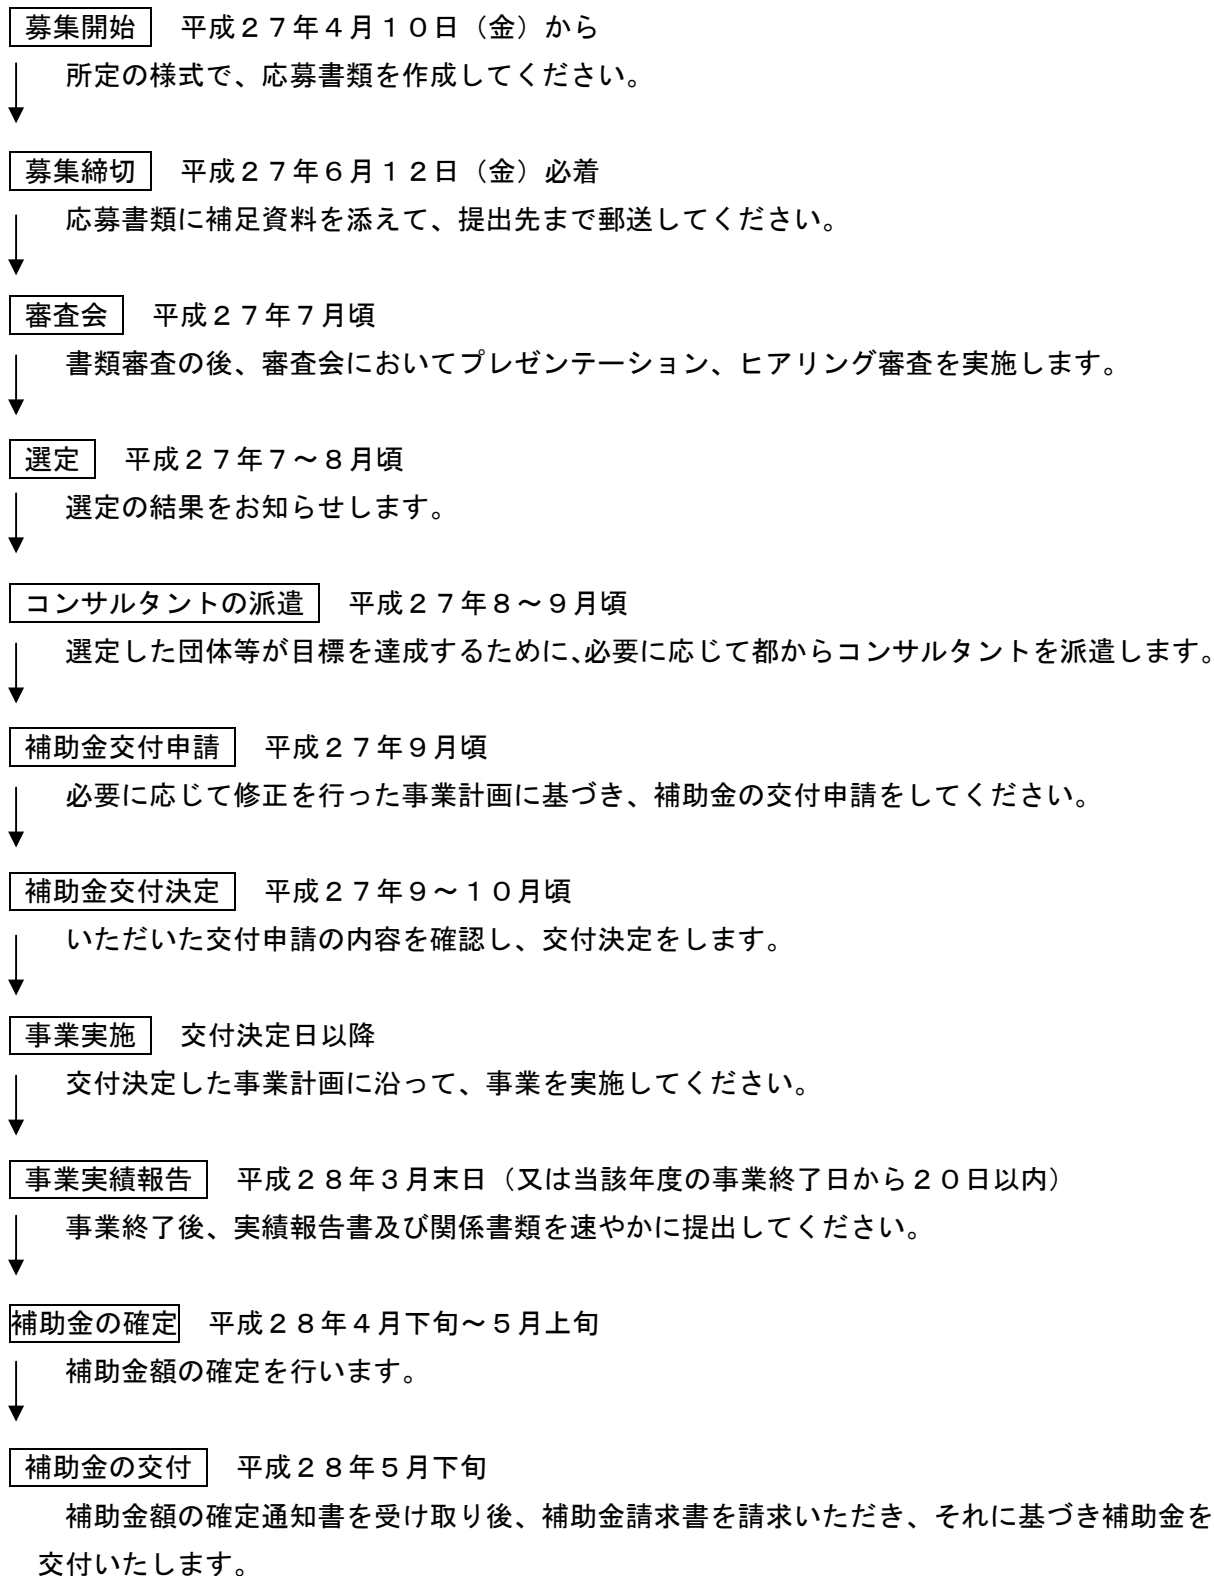 募集開始　平成２７年４月１０日（金）から
所定の様式で、応募書類を作成してください。
募集締切　平成２７年６月１２日（金）必着
応募書類に補足資料を添えて、提出先まで郵送してください。
審査会　平成２７年７月頃
書類審査の後、審査会においてプレゼンテーション、ヒアリング審査を実施します。
選定　平成２７年７～８月頃
選定の結果をお知らせします。
コンサルタントの派遣　平成２７年８～９月頃
選定した団体等が目標を達成するために、必要に応じて都からコンサルタントを派遣します。
補助金交付申請　平成２７年９月頃
必要に応じて修正を行った事業計画に基づき、補助金の交付申請をしてください。
補助金交付決定　平成２７年９～１０月頃
いただいた交付申請の内容を確認し、交付決定をします。
事業実施　交付決定日以降
交付決定した事業計画に沿って、事業を実施してください。
事業実績報告　平成２８年３月末日（又は当該年度の事業終了日から２０日以内）
事業終了後、実績報告書及び関係書類を速やかに提出してください。
補助金の確定　平成２８年４月下旬～５月上旬
補助金額の確定を行います。
補助金の交付　平成２８年５月下旬
補助金額の確定通知書を受け取り後、補助金請求書を請求いただき、それに基づき補助金を
交付いたします。